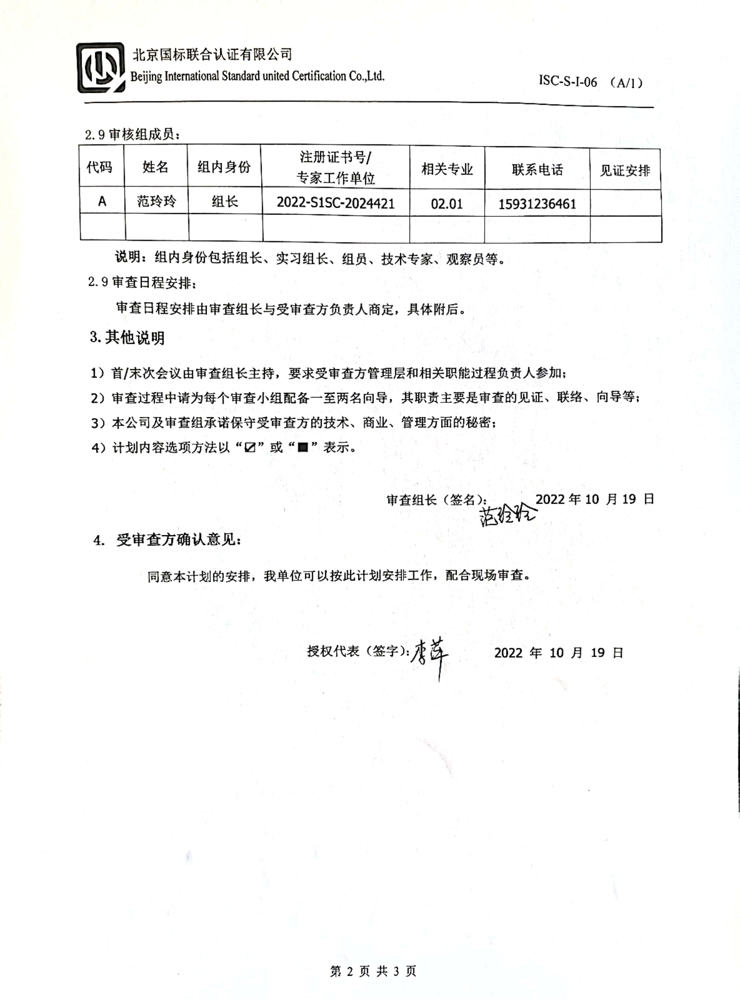 北京国标联合认证有限公司
Beijing International Standard united Certification Co.,Ltd.
ISC-S-I-06 （A/1）
2.9 审核组成员：
代码 姓名 组内身份 注册证书号/ 专家工作单位 相关专业 联系电话 见证安排
A 范玲玲 组长 2022-S1SC-2024421 02.01 15931236461
说明：组内身份包括组长、实习组长、组员、技术专家、观察员等。
2.9 审查日程安排：
审查日程安排由审查组长与受审查方负责人商定，具体附后。
3. 其他说明
1）首/末次会议由审查组长主持，要求受审查方管理层和相关职能过程负责人参加；
2）审查过程中请为每个审查小组配备一至两名向导，其职责主要是审查的见证、联络、向导等；
3）本公司及审查组承诺保守受审查方的技术、商业、管理方面的秘密；
4）计划内容选项方法以“☑”或“■”表示。
审查组长（签名）： 2022 年 10 月 19 日
范玲玲
4. 受审查方确认意见：
同意本计划的安排，我单位可以按此计划安排工作，配合现场审查。
授权代表（签字）：李萍 2022 年 10 月 19 日
第 2 页 共 3 页